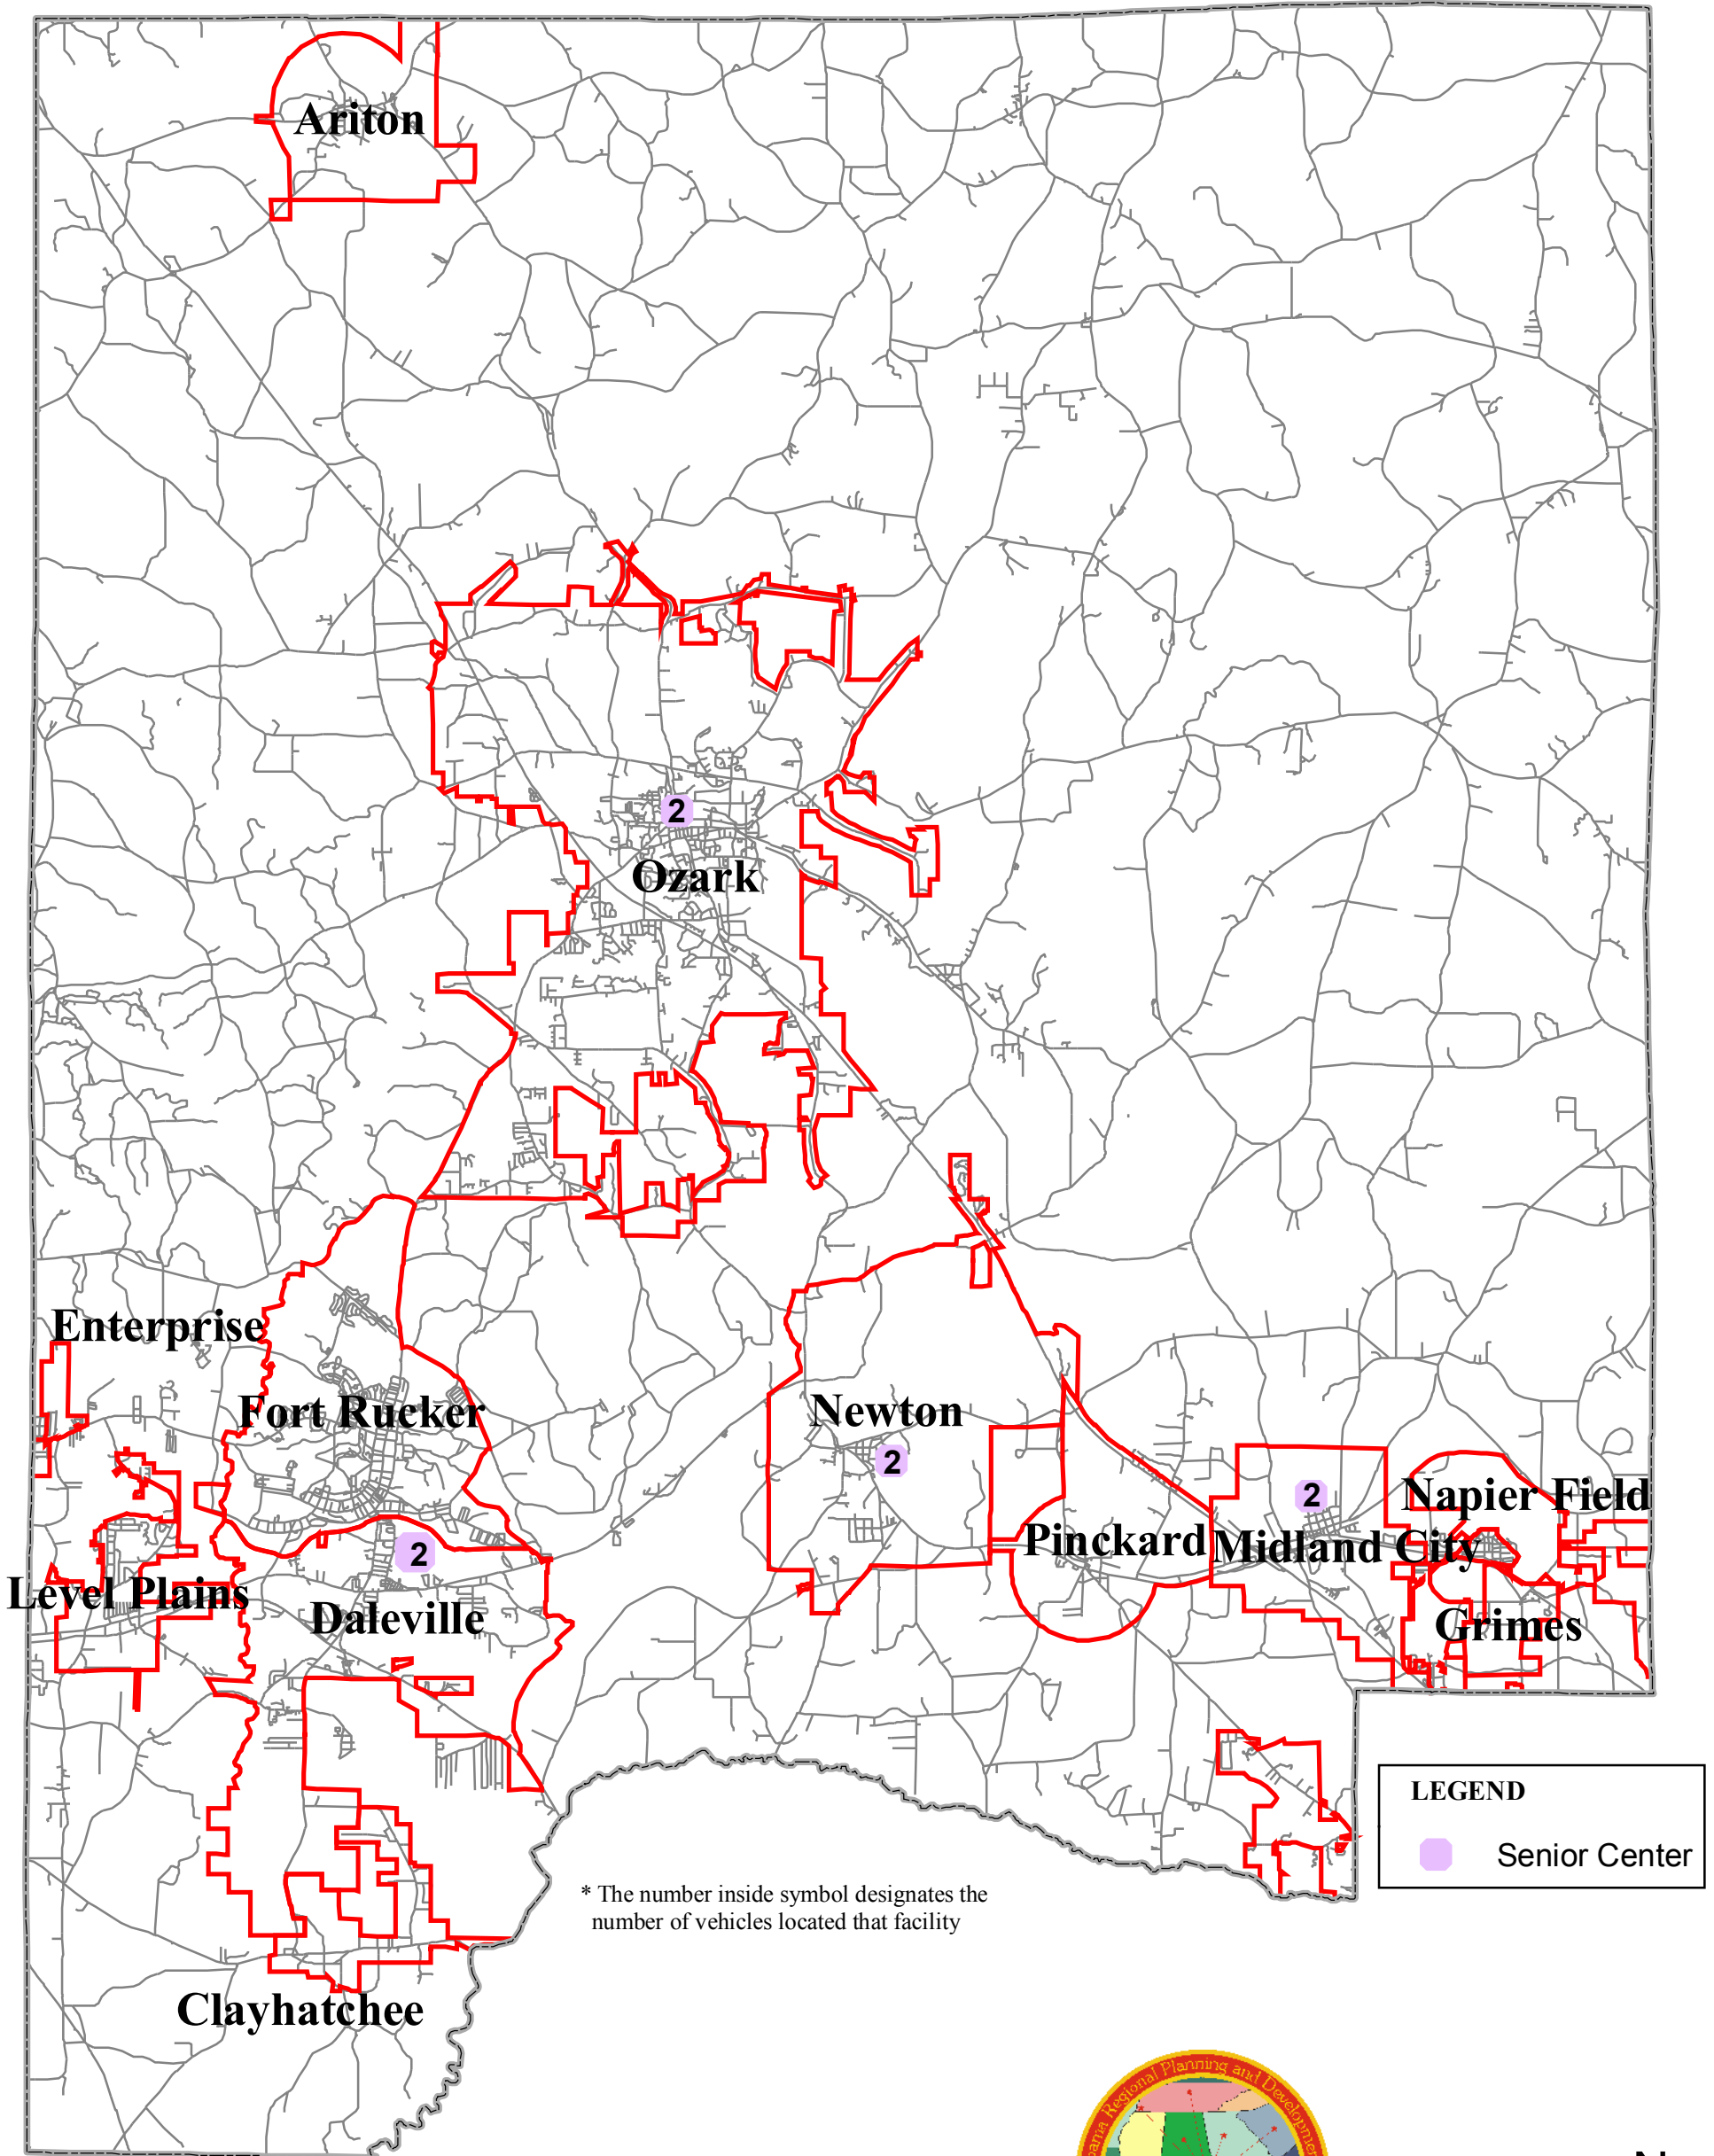 Ariton
2
Ozark
Enterprise
Fort Rucker
Newton
2
2
Napier Field
Pinckard
Midland City
2
Level Plains
Daleville
Grimes
LEGEND
Senior Center
* The number inside symbol designates the
number of vehicles located that facility
Clayhatchee
Regional Planning and